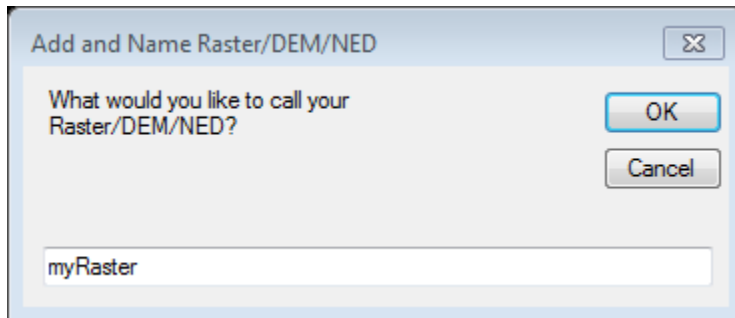 Add and Name Raster/DEM/NED
What would you like to call your
Raster/DEM/NED?
OK
Cancel
myRaster